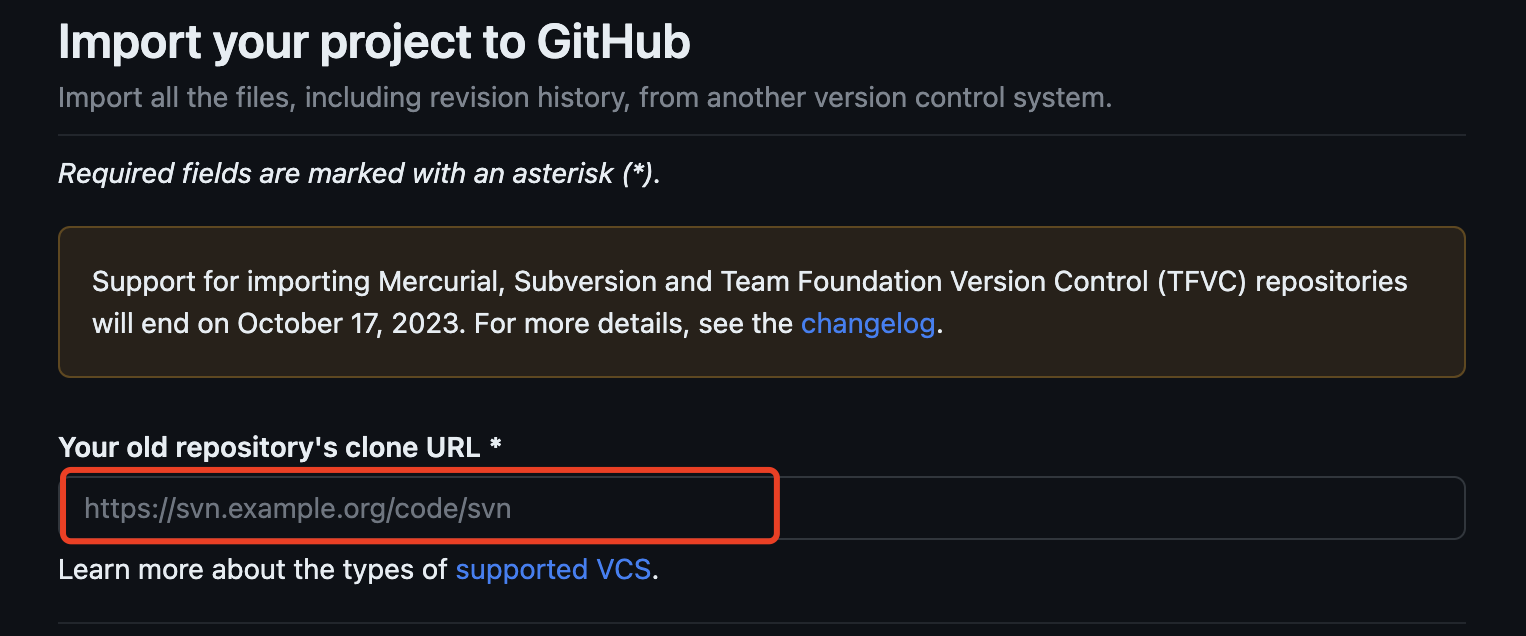 Import your project to GitHub
Import all the files, including revision history, from another version control system.
Required fields are marked with an asterisk (*).
Support for importing Mercurial, Subversion and Team Foundation Version Control (TFVC) repositories
will end on October 17, 2023. For more details, see the changelog.
Your old repository's clone URL *
https://svn.example.org/code/svn
Learn more about the types of supported VCS.